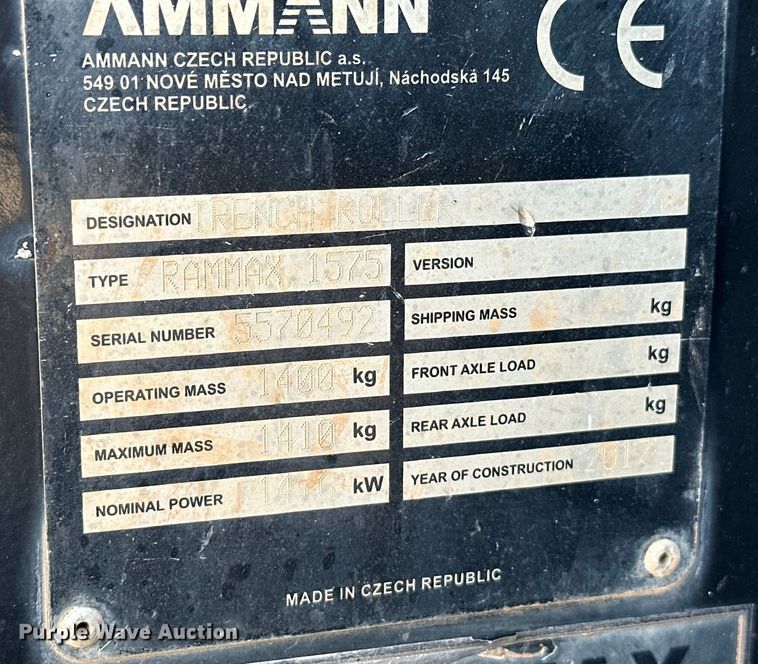 AMMANN
CE
AMMANN CZECH REPUBLIC a.s.
549 01 NOVÉ MĚSTO NAD METUJÍ, Náchodská 145
CZECH REPUBLIC
DESIGNATION TRENCH ROLLER
TYPE RAMMAX 1575
VERSION
SERIAL NUMBER 5570492
SHIPPING MASS kg
OPERATING MASS 1400 kg
FRONT AXLE LOAD kg
MAXIMUM MASS 1410 kg
REAR AXLE LOAD kg
NOMINAL POWER 14.6 kW
YEAR OF CONSTRUCTION 2017
MADE IN CZECH REPUBLIC
Purple Wave Auction